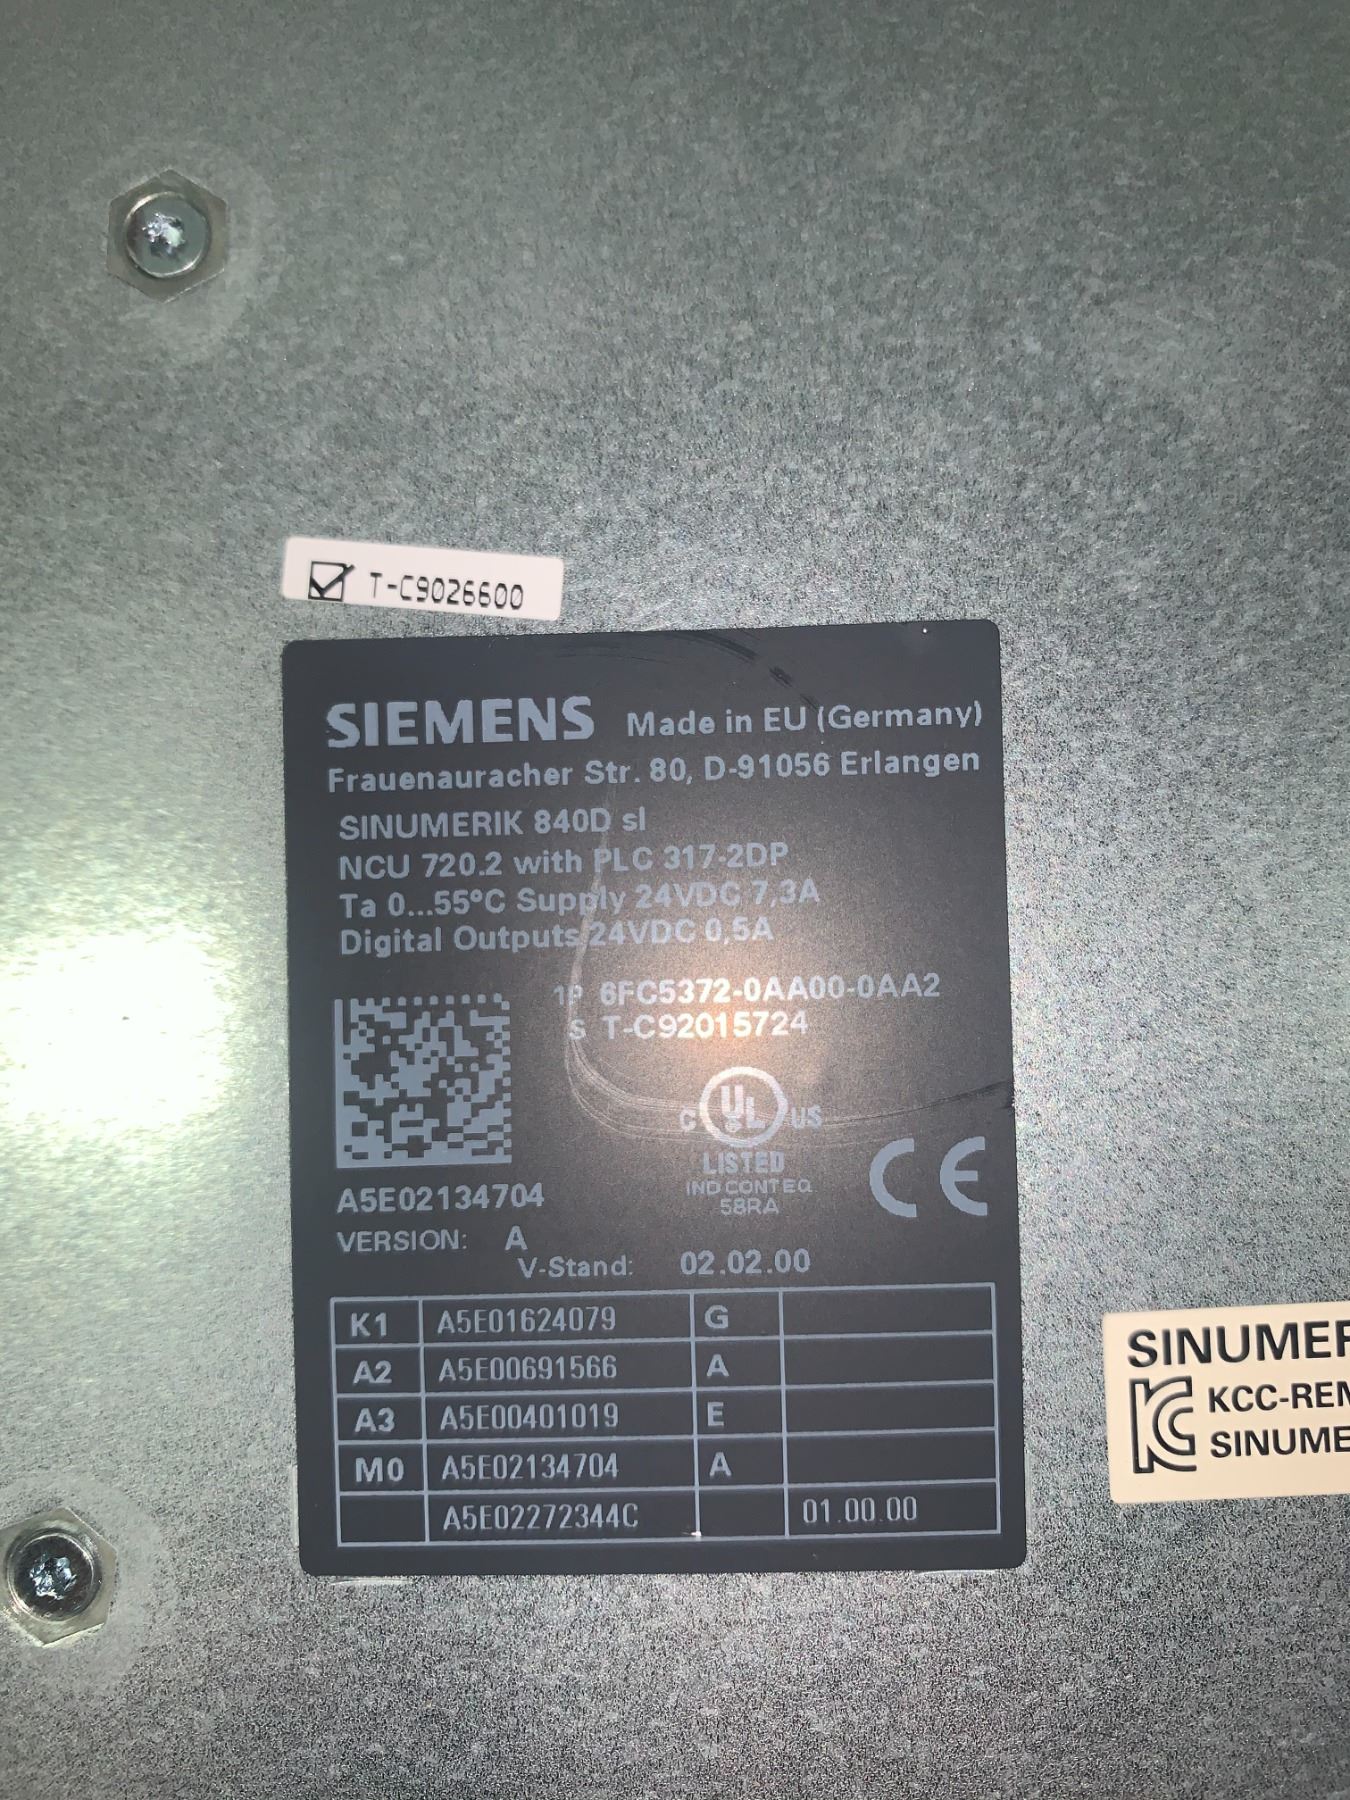 T-C9026600
SIEMENS Made in EU (Germany)
Frauenauracher Str. 80, D-91056 Erlangen
SINUMERIK 840D sl
NCU 720.2 with PLC 317-2DP
Ta 0...55°C Supply 24VDC 7,3A
Digital Outputs 24VDC 0,5A
1P 6FC5372-0AA00-0AA2
S T-C92015724
C UL US
LISTED
IND CONT EQ
58RA
CE
A5E02134704
VERSION: A
V-Stand: 02.02.00
K1 A5E01624079 G
A2 A5E00691566 A
A3 A5E00401019 E
M0 A5E02134704 A
A5E02272344C 01.00.00
SINUMER
KCC-REM
SINUME